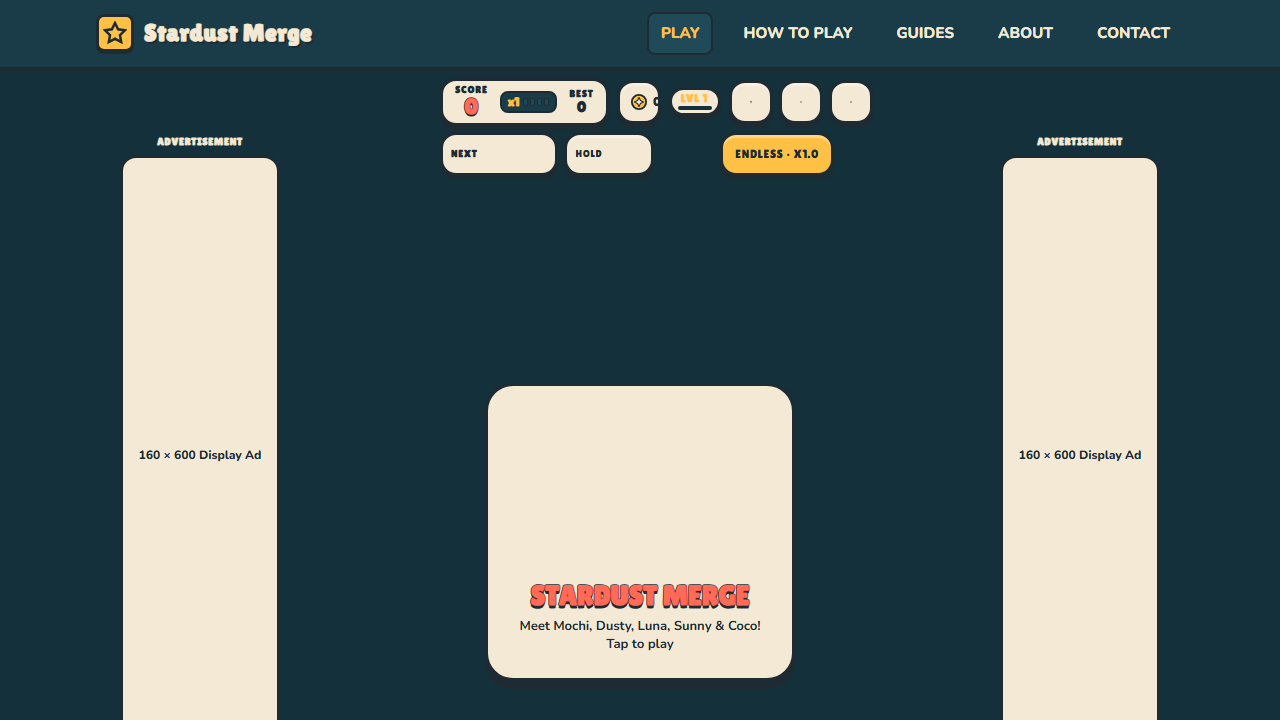 Stardust Merge
PLAY
HOW TO PLAY
GUIDES
ABOUT
CONTACT
SCORE
0
x1
BEST
0
LVL 1
NEXT
HOLD
ENDLESS · X1.0
ADVERTISEMENT
160 × 600 Display Ad
STARDUST MERGE
Meet Mochi, Dusty, Luna, Sunny & Coco!
Tap to play
ADVERTISEMENT
160 × 600 Display Ad